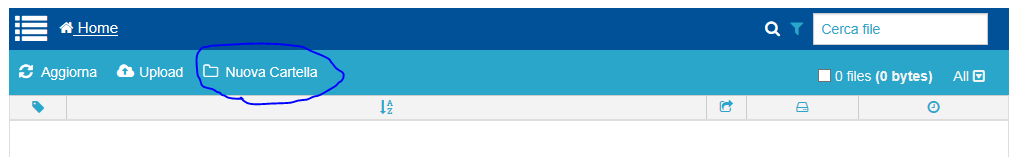 Home
Cerca file
Aggiorna Upload Nuova Cartella 0 files (0 bytes) All
A
Z